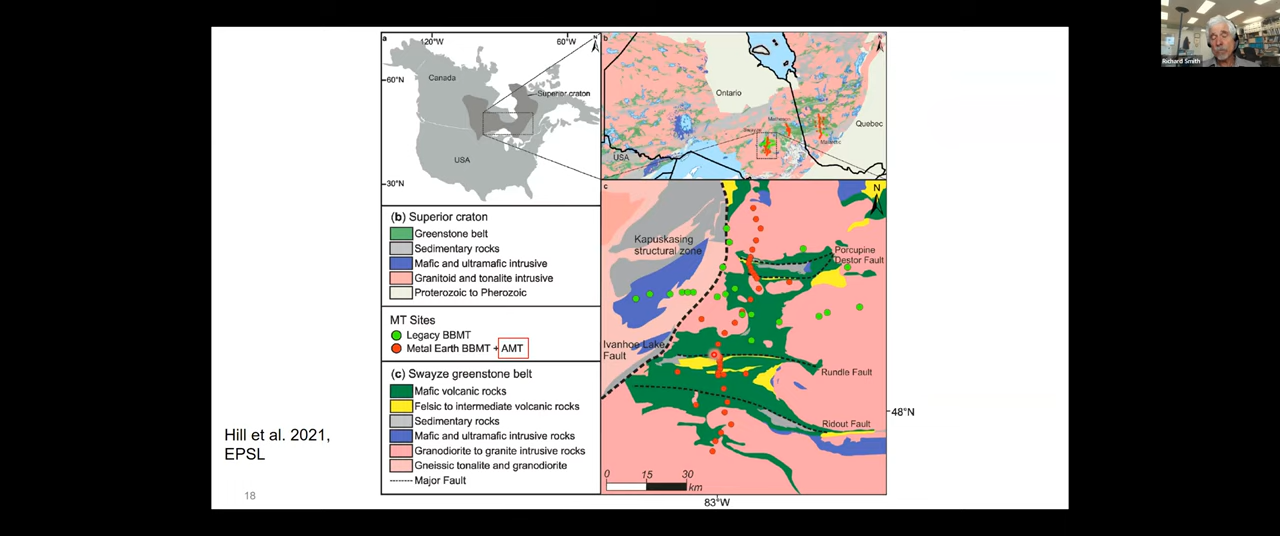 a
120°W
60°W
N
60°N
Canada
Superior craton
USA
30°N
b
N
Ontario
Quebec
USA
(b) Superior craton
Greenstone belt
Sedimentary rocks
Mafic and ultramafic intrusive
Granitoid and tonalite intrusive
Proterozoic to Pherozoic
MT Sites
Legacy BBMT
Metal Earth BBMT + AMT
(c) Swayze greenstone belt
Mafic volcanic rocks
Felsic to intermediate volcanic rocks
Sedimentary rocks
Mafic and ultramafic intrusive rocks
Granodiorite to granite intrusive rocks
Gneissic tonalite and granodiorite
Major Fault
c
N
Kapuskasing
structural zone
Porcupine
Destor Fault
Ivanhoe Lake
Fault
Rundle Fault
48°N
Ridout Fault
0 15 30
km
83°W
Hill et al. 2021,
EPSL
18
Richard Smith